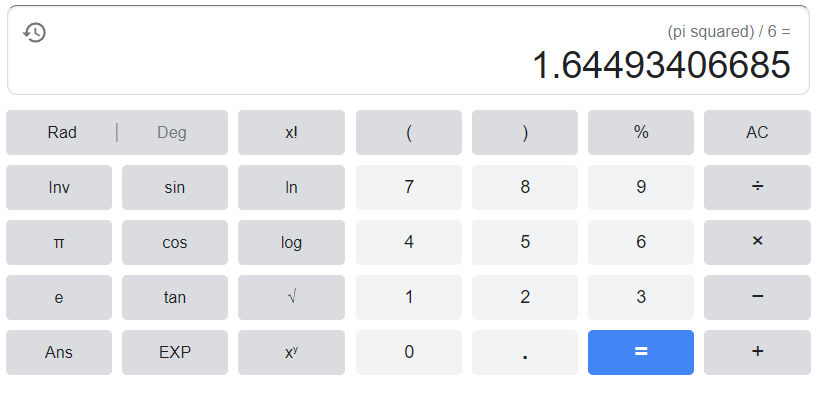 (pi squared) / 6 =
1.64493406685
Rad | Deg x! ( ) % AC
Inv sin ln 7 8 9 ÷
π cos log 4 5 6 ×
e tan √ 1 2 3 −
Ans EXP xʸ 0 . = +